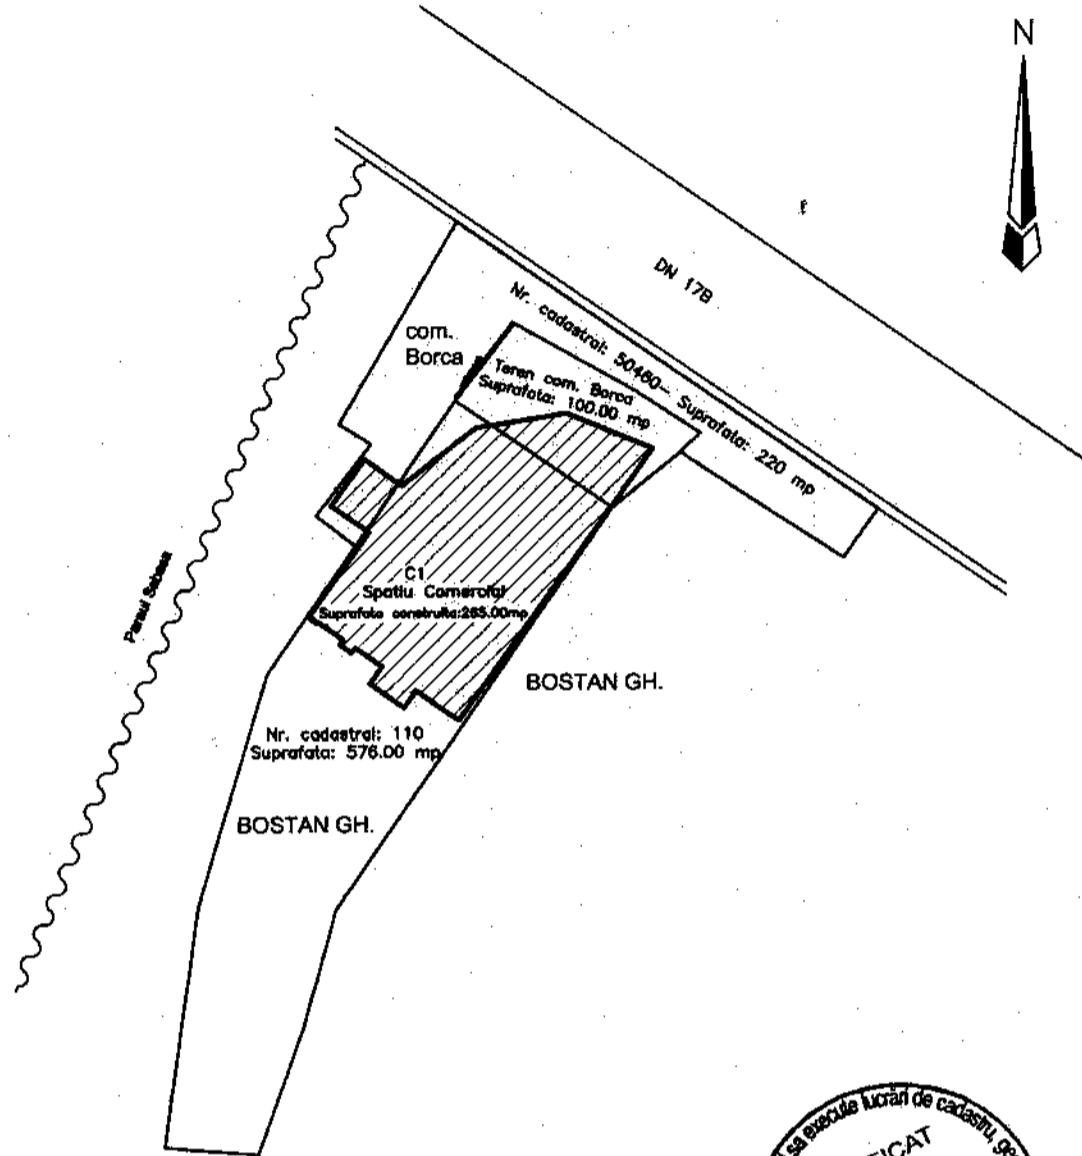 N
DN 17B
Nr. cadastral: 50460- Suprafata: 220 mp
com.
Borca
Teren com. Borca
Suprafata: 100.00 mp
C1
Spatiu Comercial
Suprafata construita:265.00mp
Paraul
BOSTAN GH.
Nr. cadastral: 110
Suprafata: 576.00 mp
BOSTAN GH.
sa execute lucrări de cadastru,